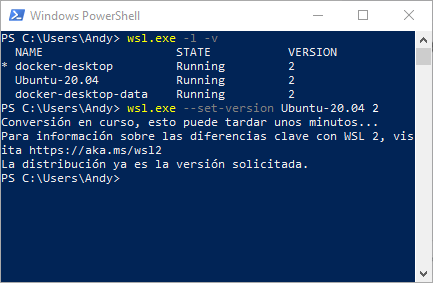 Windows PowerShell
PS C:\Users\Andy> wsl.exe -l -v
  NAME                   STATE           VERSION
* docker-desktop         Running         2
  Ubuntu-20.04           Running         2
  docker-desktop-data    Running         2
PS C:\Users\Andy> wsl.exe --set-version Ubuntu-20.04 2
Conversión en curso, esto puede tardar unos minutos...
Para información sobre las diferencias clave con WSL 2, vis
ita https://aka.ms/wsl2
La distribución ya es la versión solicitada.
PS C:\Users\Andy>